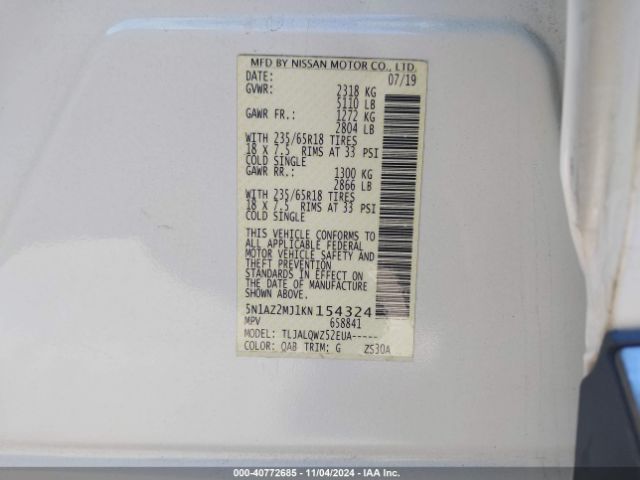 MFD BY NISSAN MOTOR CO., LTD.
DATE: 07/19
GVWR: 2318 KG
5110 LB
GAWR FR.: 1272 KG
2804 LB
WITH 235/65R18 TIRES
18 X 7.5 RIMS AT 33 PSI
COLD SINGLE
GAWR RR.: 1300 KG
2866 LB
WITH 235/65R18 TIRES
18 X 7.5 RIMS AT 33 PSI
COLD SINGLE
THIS VEHICLE CONFORMS TO
ALL APPLICABLE FEDERAL
MOTOR VEHICLE SAFETY AND
THEFT PREVENTION
STANDARDS IN EFFECT ON
THE DATE OF MANUFACTURE
SHOWN ABOVE.
5N1AZ2MJ1KN154324
MPV 658841
MODEL: TLJALQWZ52EUA-----
COLOR: QAB TRIM: G ZS30A
000-40772685 - 11/04/2024 - IAA Inc.